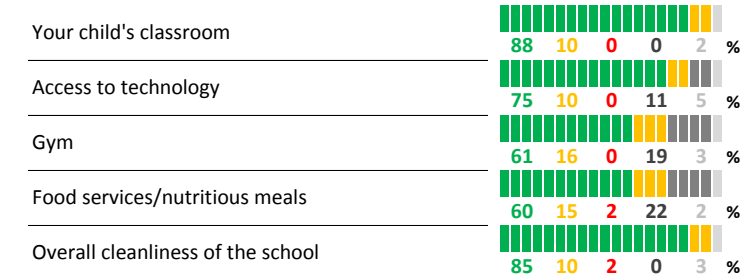 Your child's classroom
88 10 0 0 2 %
Access to technology
75 10 0 11 5 %
Gym
61 16 0 19 3 %
Food services/nutritious meals
60 15 2 22 2 %
Overall cleanliness of the school
85 10 2 0 3 %